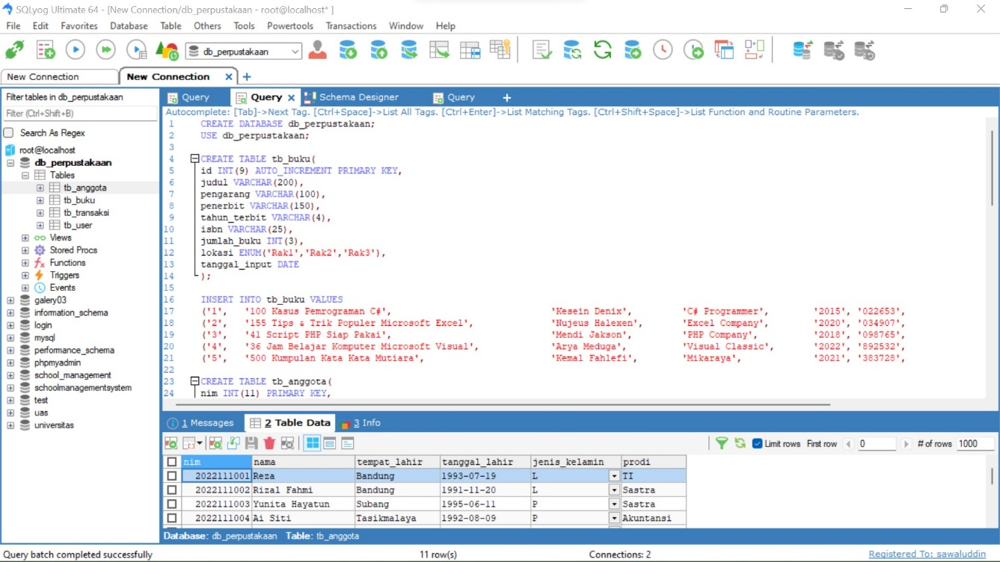 SQLyog Ultimate 64 - [New Connection/db_perpustakaan - root@localhost* ]
File Edit Favorites Database Table Others Tools Powertools Transactions Window Help
db_perpustakaan
New Connection New Connection
Filter tables in db_perpustakaan
Filter (Ctrl+Shift+B)
Search As Regex
root@localhost
db_perpustakaan
Tables
tb_anggota
tb_buku
tb_transaksi
tb_user
Views
Stored Procs
Functions
Triggers
Events
galery03
information_schema
login
mysql
performance_schema
phpmyadmin
school_management
schoolmanagementsystem
test
uas
universitas
Query Query Schema Designer Query
Autocomplete: [Tab]->Next Tag. [Ctrl+Space]->List All Tags. [Ctrl+Enter]->List Matching Tags. [Ctrl+Shift+Space]->List Function and Routine Parameters.
1 CREATE DATABASE db_perpustakaan;
2 USE db_perpustakaan;
3
4 CREATE TABLE tb_buku(
5 id INT(9) AUTO_INCREMENT PRIMARY KEY,
6 judul VARCHAR(200),
7 pengarang VARCHAR(100),
8 penerbit VARCHAR(150),
9 tahun_terbit VARCHAR(4),
10 isbn VARCHAR(25),
11 jumlah_buku INT(3),
12 lokasi ENUM('Rak1','Rak2','Rak3'),
13 tanggal_input DATE
14 );
15
16 INSERT INTO tb_buku VALUES
17 ('1', '100 Kasus Pemrograman C#', 'Kesein Denix', 'C# Programmer', '2015', '022653',
18 ('2', '155 Tips & Trik Populer Microsoft Excel', 'Nujeus Halexen', 'Excel Company', '2020', '034907',
19 ('3', '41 Script PHP Siap Pakai', 'Mendi Jakson', 'PHP Company', '2018', '098765',
20 ('4', '36 Jam Belajar Komputer Microsoft Visual', 'Arya Meduga', 'Visual Classic', '2022', '892532',
21 ('5', '500 Kumpulan Kata Kata Mutiara', 'Kemal Fahlefi', 'Mikaraya', '2021', '383728',
22
23 CREATE TABLE tb_anggota(
24 nim INT(11) PRIMARY KEY,
1 Messages 2 Table Data 3 Info
Limit rows First row 0 # of rows 1000
nim nama tempat_lahir tanggal_lahir jenis_kelamin prodi
2022111001 Reza Bandung 1993-07-19 L TI
2022111002 Rizal Fahmi Bandung 1991-11-20 L Sastra
2022111003 Yunita Hayatun Subang 1995-06-11 P Sastra
2022111004 Ai Siti Tasikmalaya 1992-08-09 P Akuntansi
Database: db_perpustakaan Table: tb_anggota
Query batch completed successfully 11 row(s) Connections: 2 Registered To: sawaluddin